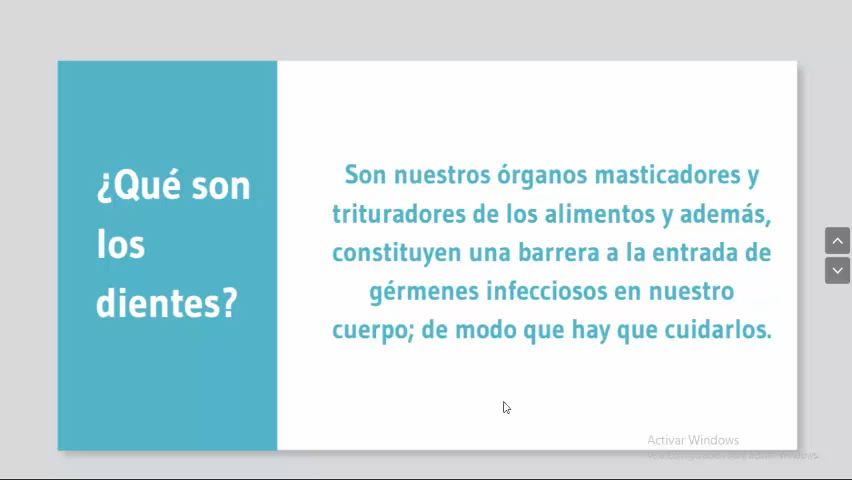 ¿Qué son
los
dientes?
Son nuestros órganos masticadores y
trituradores de los alimentos y además,
constituyen una barrera a la entrada de
gérmenes infecciosos en nuestro
cuerpo; de modo que hay que cuidarlos.
Activar Windows